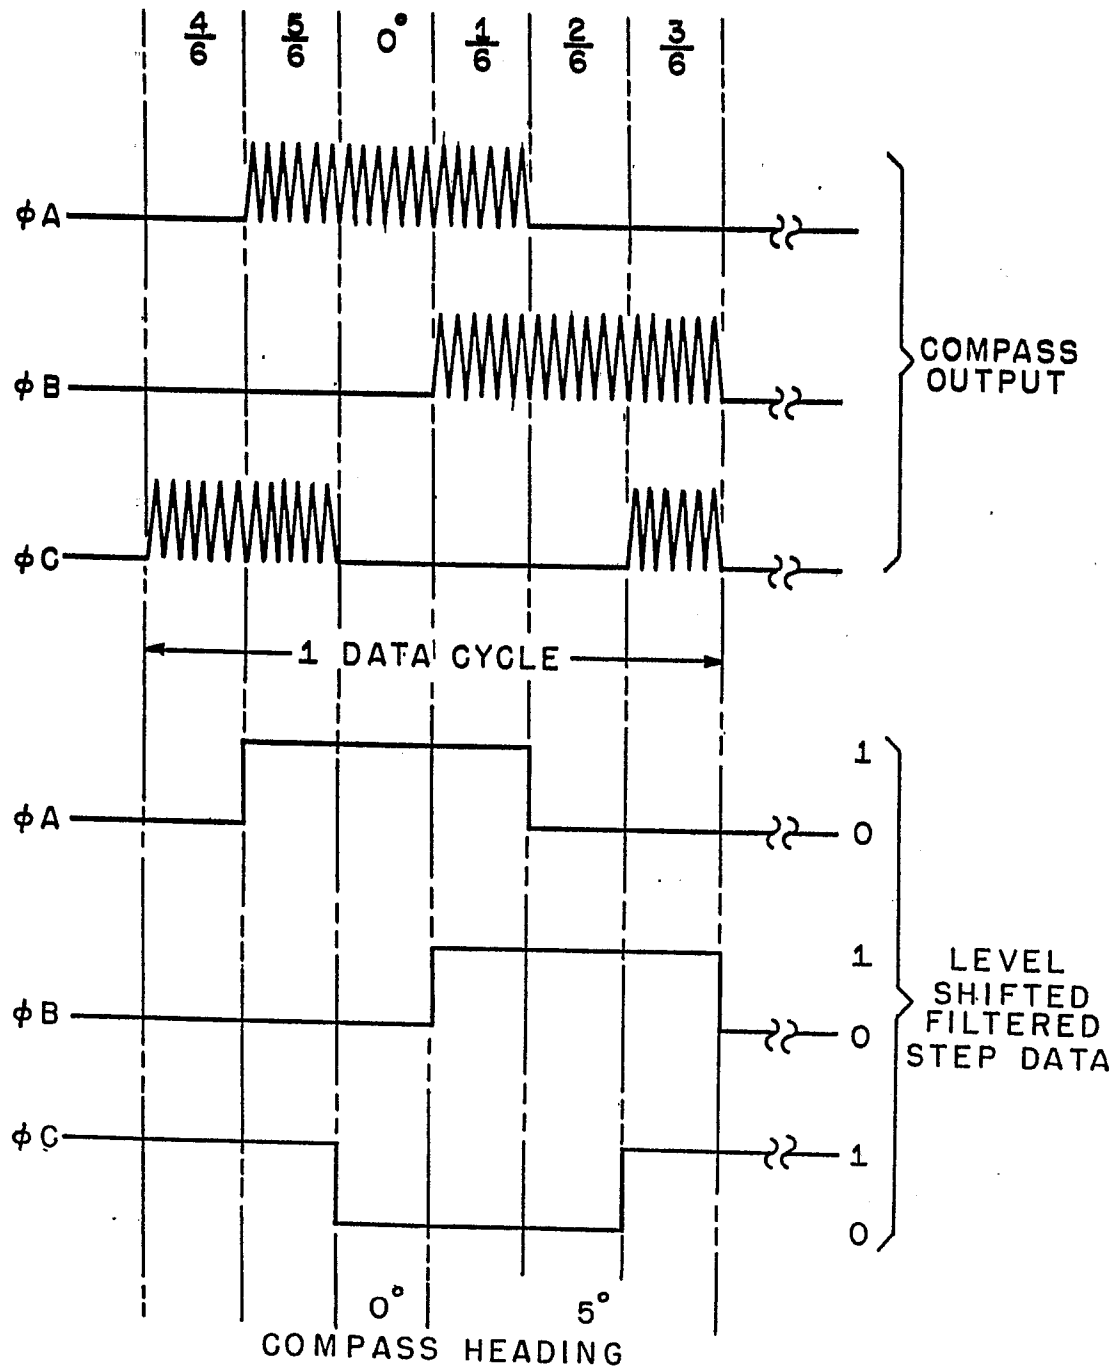 4/6 5/6 0° 1/6 2/6 3/6
φA
φB
φC
COMPASS
OUTPUT
1 DATA CYCLE
φA
1
0
φB
1
0
φC
1
0
LEVEL
SHIFTED
FILTERED
STEP DATA
0° 5°
COMPASS HEADING